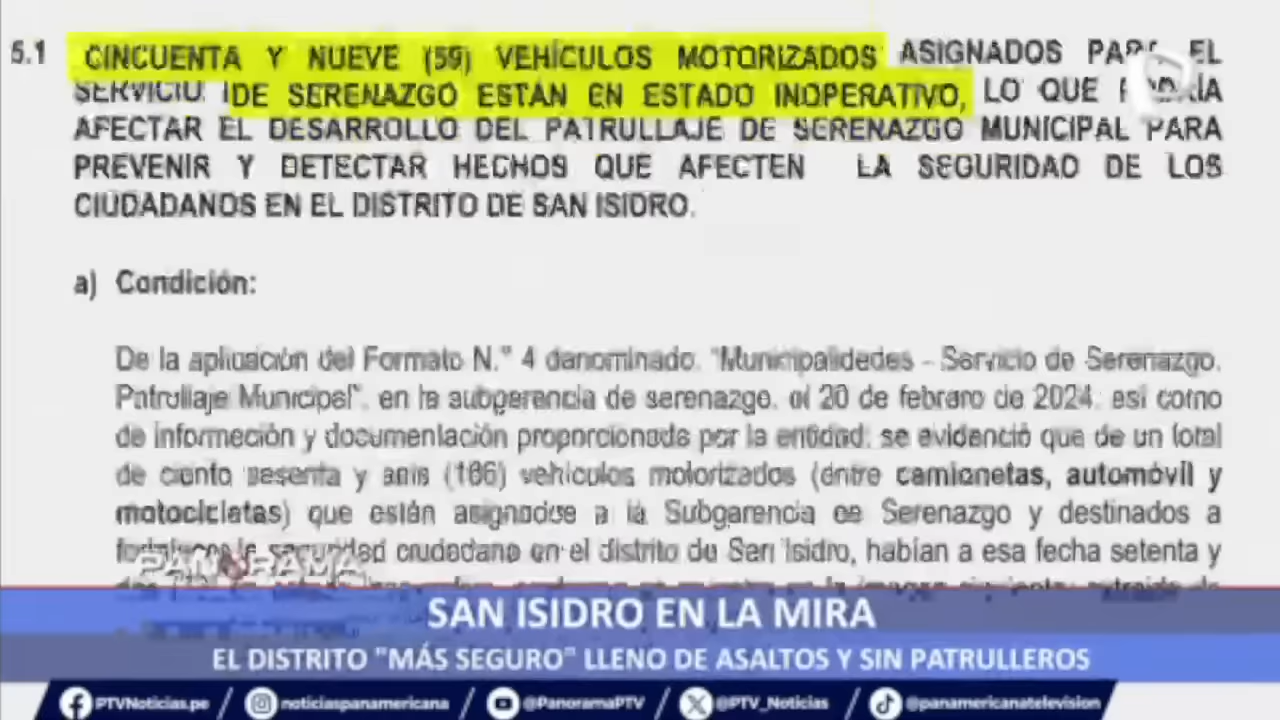 5.1 CINCUENTA Y NUEVE (59) VEHÍCULOS MOTORIZADOS ASIGNADOS PARA EL
SERVICIO DE SERENAZGO ESTÁN EN ESTADO INOPERATIVO, LO QUE PODRÍA
AFECTAR EL DESARROLLO DEL PATRULLAJE DE SERENAZGO MUNICIPAL PARA
PREVENIR Y DETECTAR HECHOS QUE AFECTEN LA SEGURIDAD DE LOS
CIUDADANOS EN EL DISTRITO DE SAN ISIDRO.
a) Condición:
De la aplicación del Formato N.° 4 denominado: "Municipalidades - Servicio de Serenazgo.
Patrullaje Municipal", en la subgerencia de serenazgo, el 20 de febrero de 2024; así como
de información y documentación proporcionada por la entidad; se evidenció que de un total
de ciento sesenta y seis (166) vehículos motorizados (entre camionetas, automóvil y
motocicletas) que están asignados a la Subgerencia de Serenazgo y destinados a
fortalecer la seguridad ciudadana en el distrito de San Isidro, habían a esa fecha setenta y
PANORAMA
SAN ISIDRO EN LA MIRA
EL DISTRITO "MÁS SEGURO" LLENO DE ASALTOS Y SIN PATRULLEROS
PTVNoticias.pe / noticiaspanamericana / @PanoramaPTV / @PTV_Noticias / @panamericanatelevision